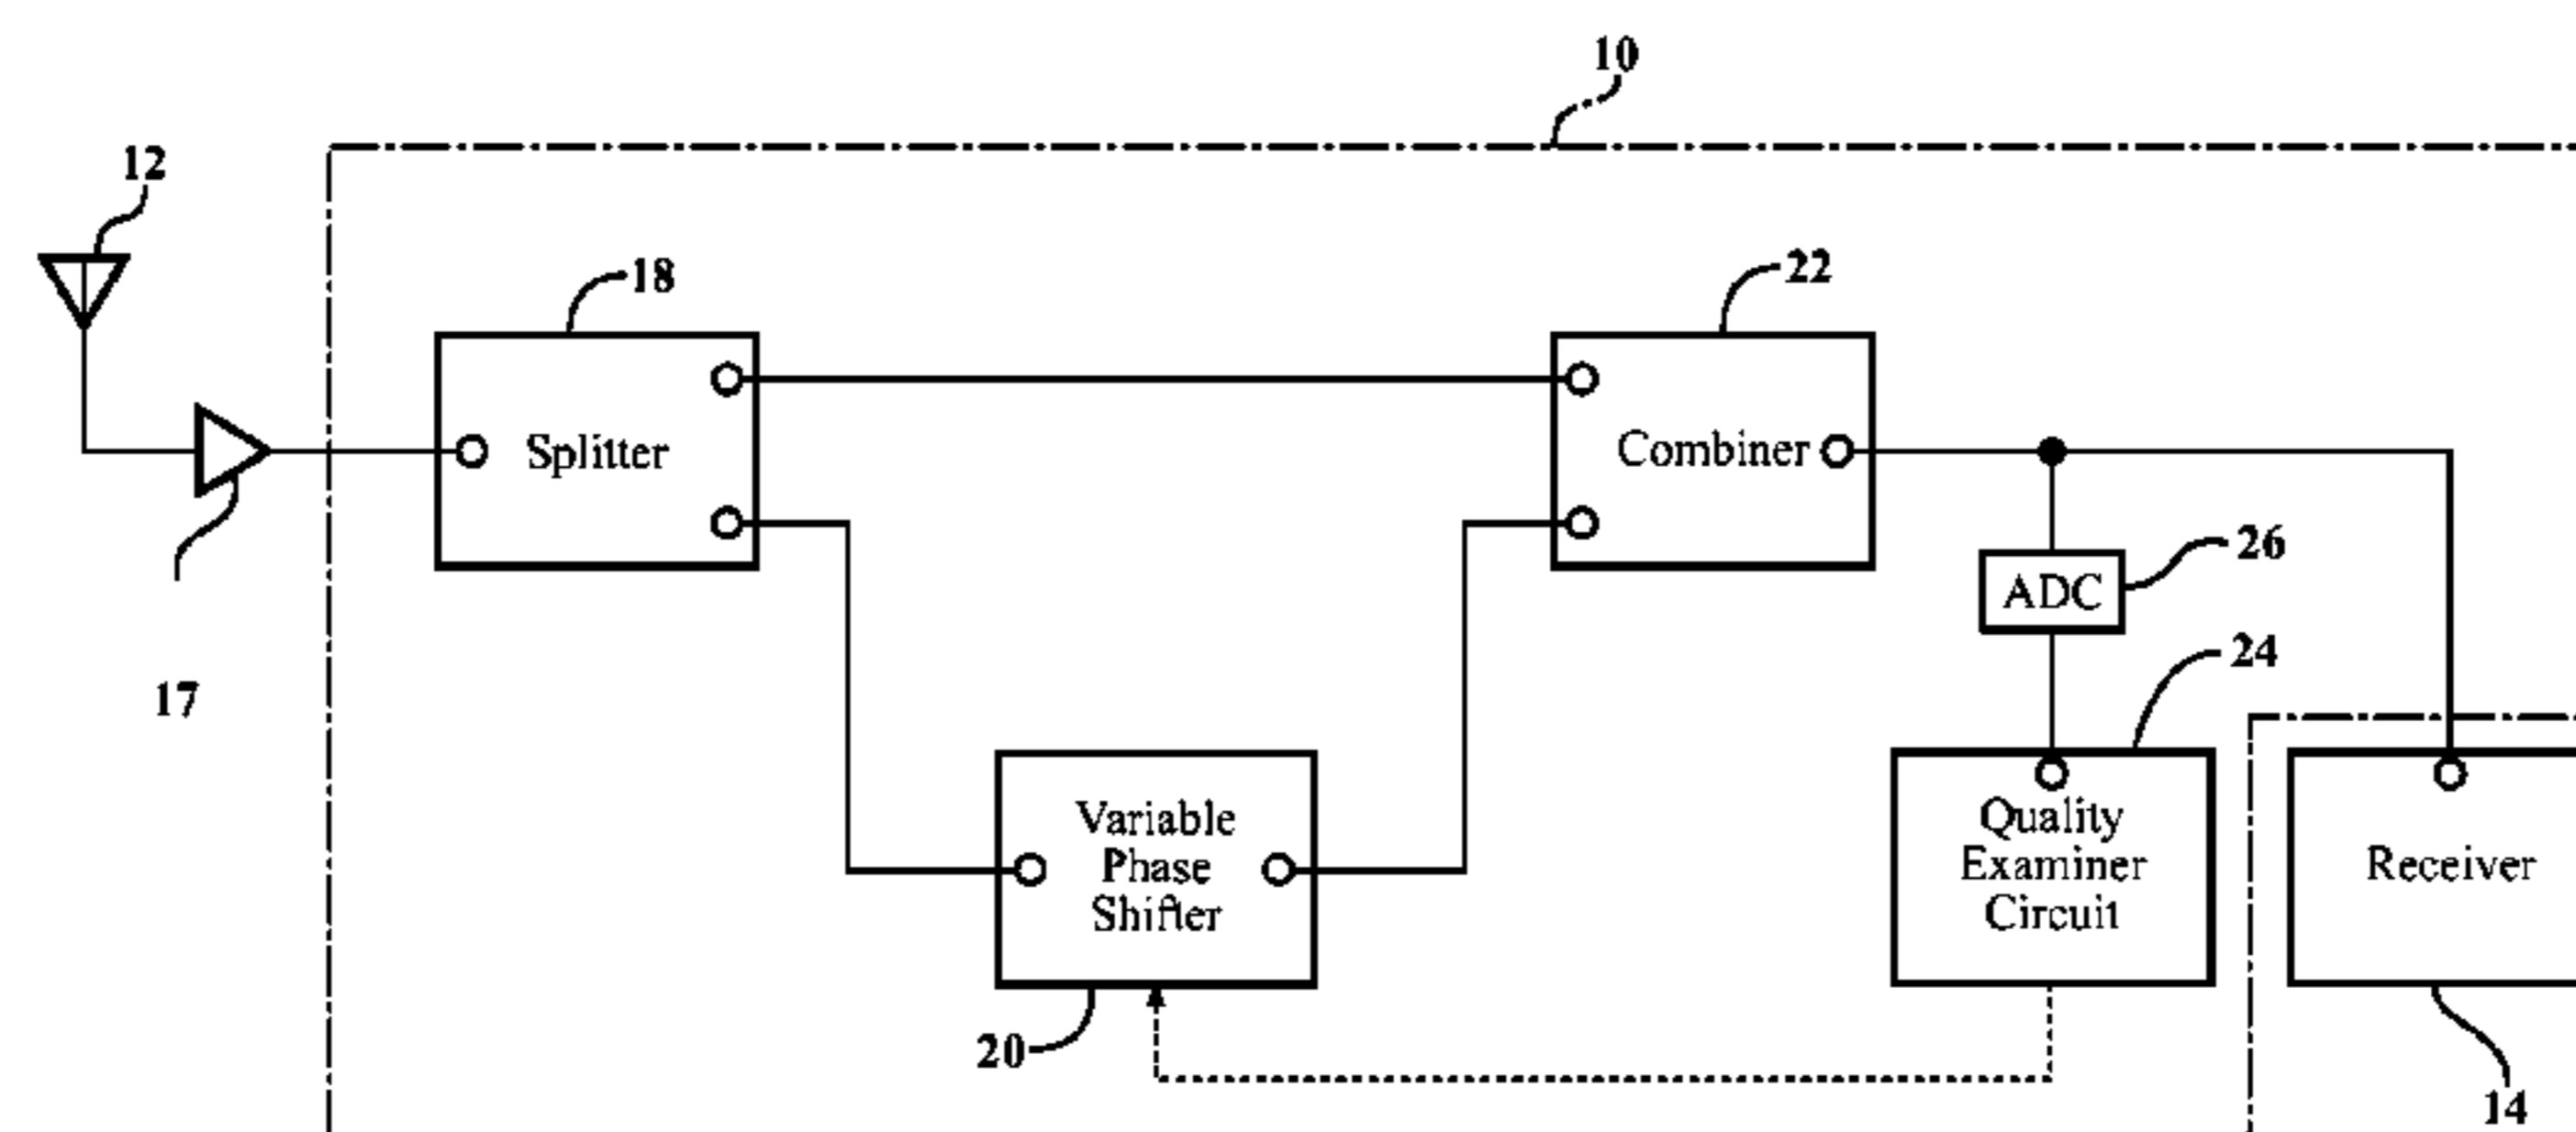 10
12
18
22
Splitter
Combiner
26
ADC
24
17
Variable
Phase
Shifter
Quality
Examiner
Circuit
Receiver
20
14